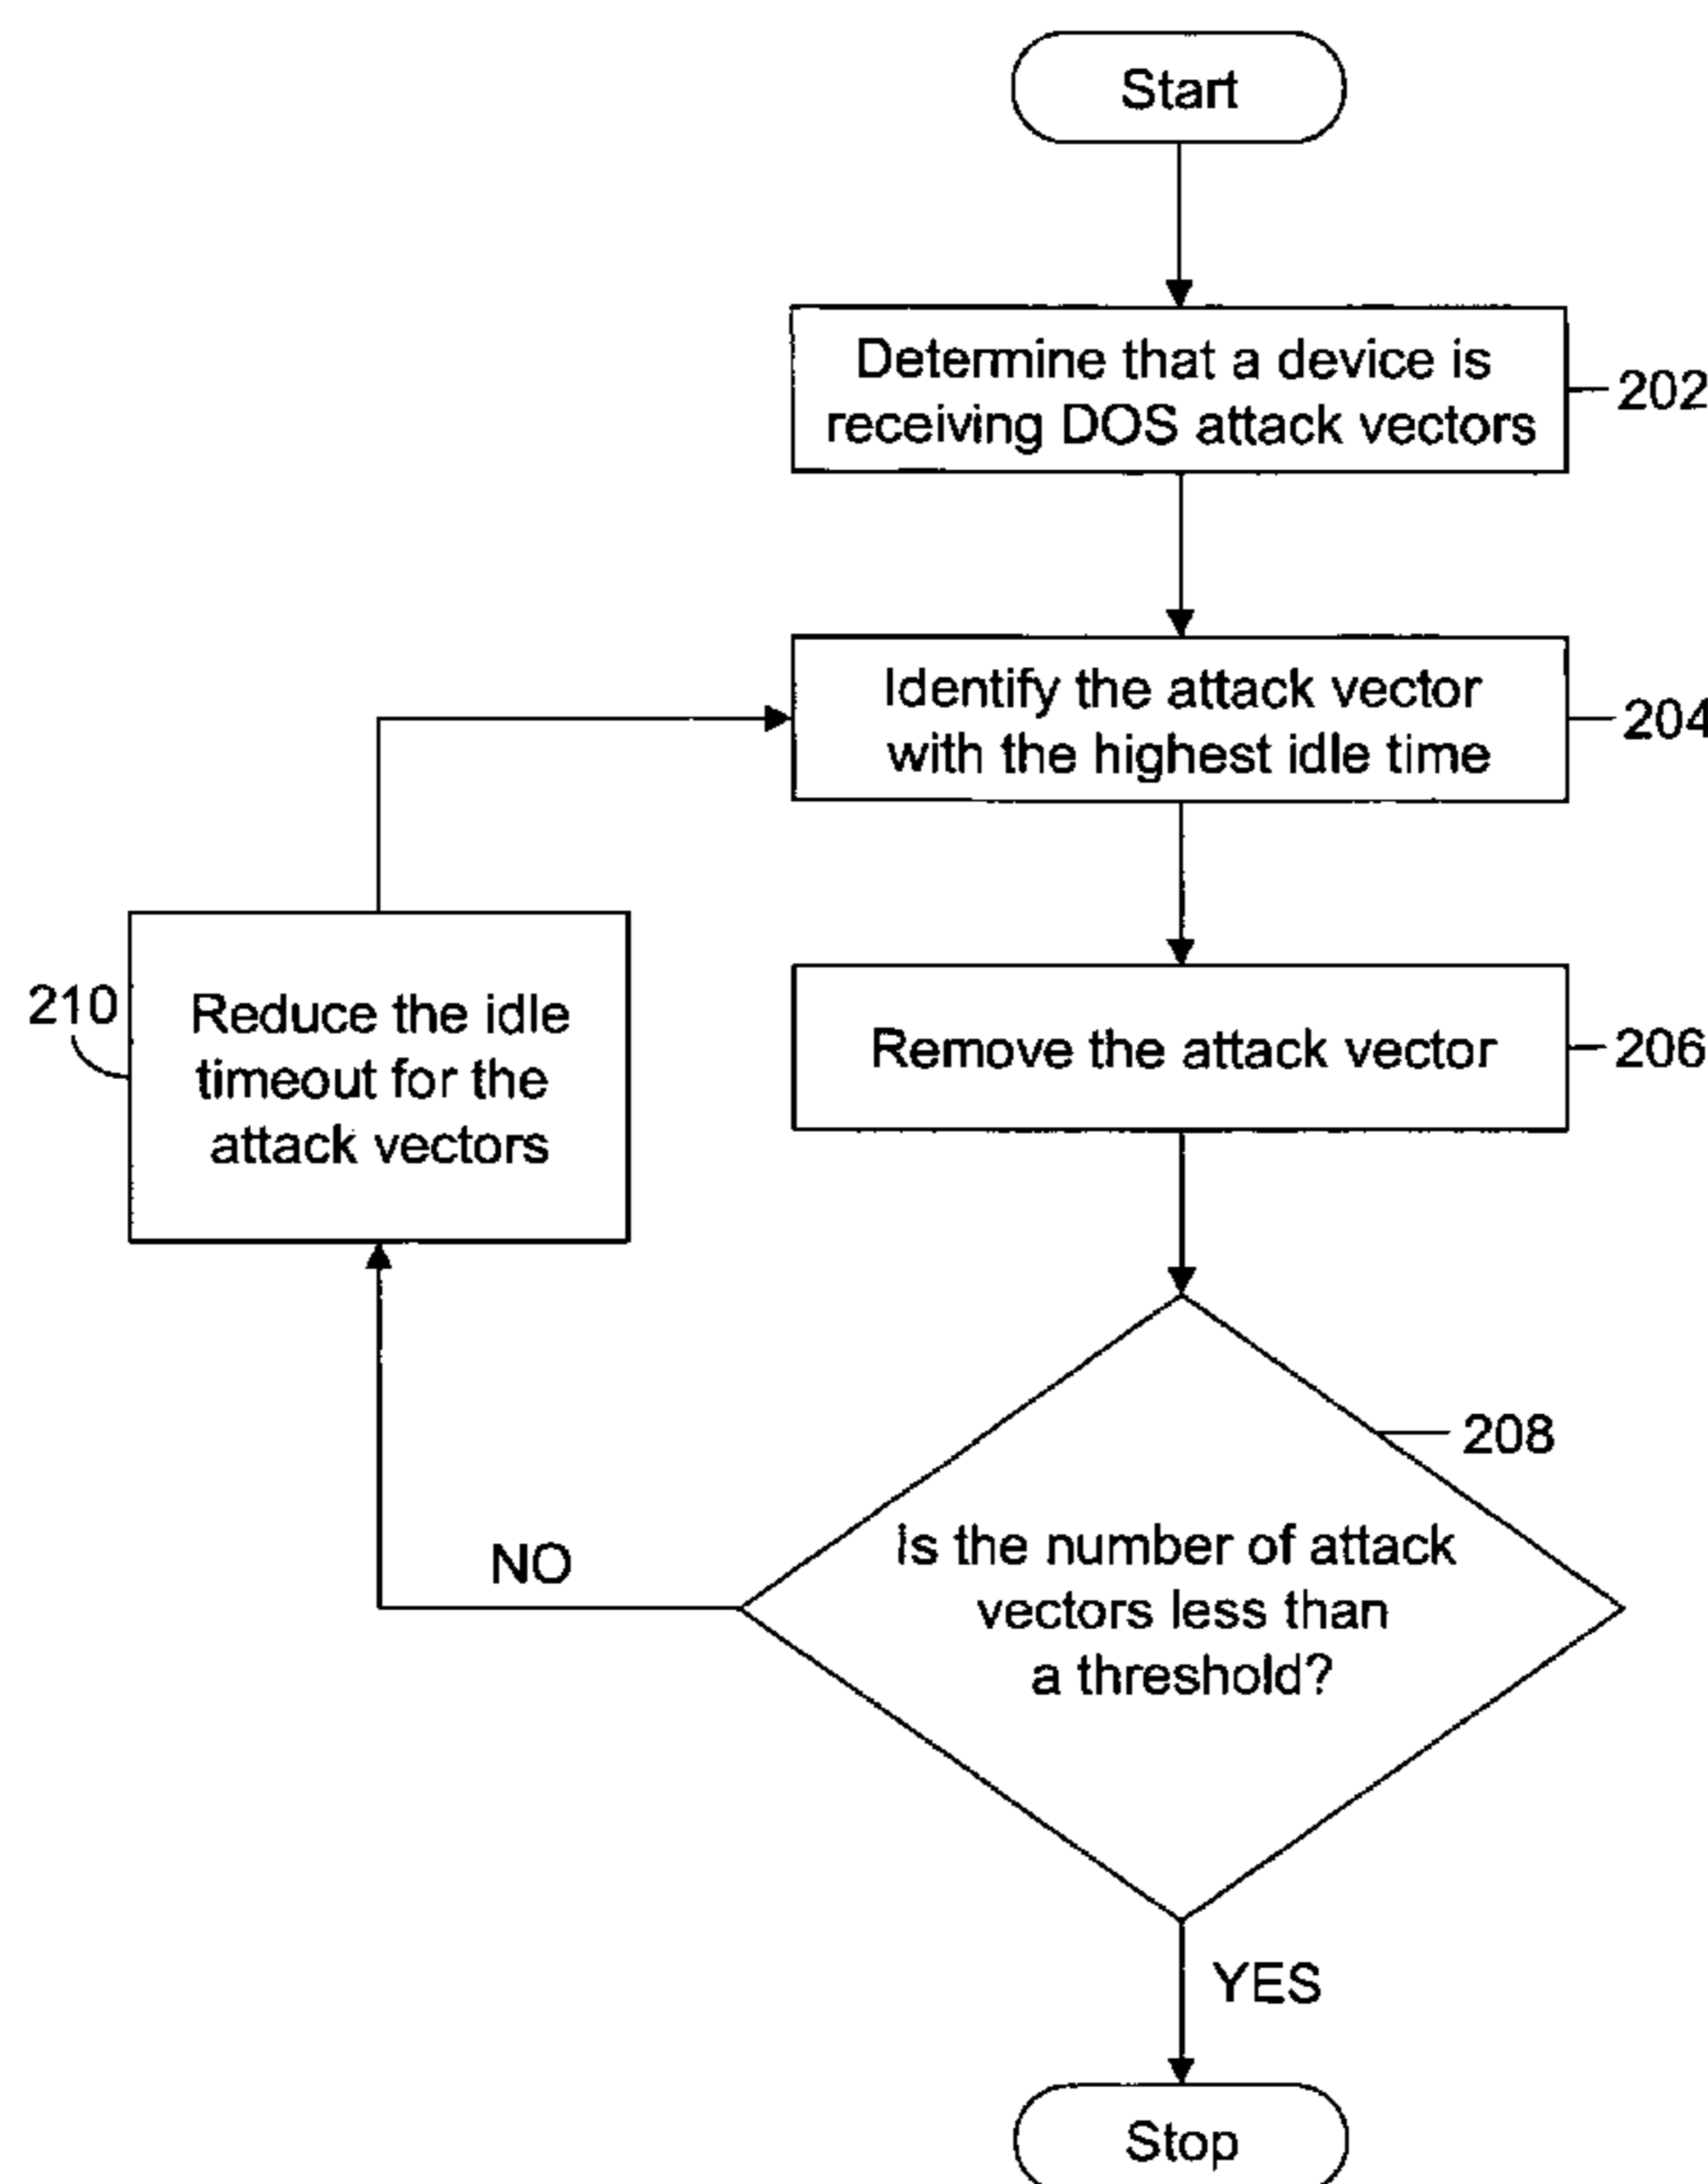 Start
Determine that a device is
receiving DOS attack vectors
202
Identify the attack vector
with the highest idle time
204
210
Reduce the idle
timeout for the
attack vectors
Remove the attack vector
206
208
Is the number of attack
vectors less than
a threshold?
NO
YES
Stop